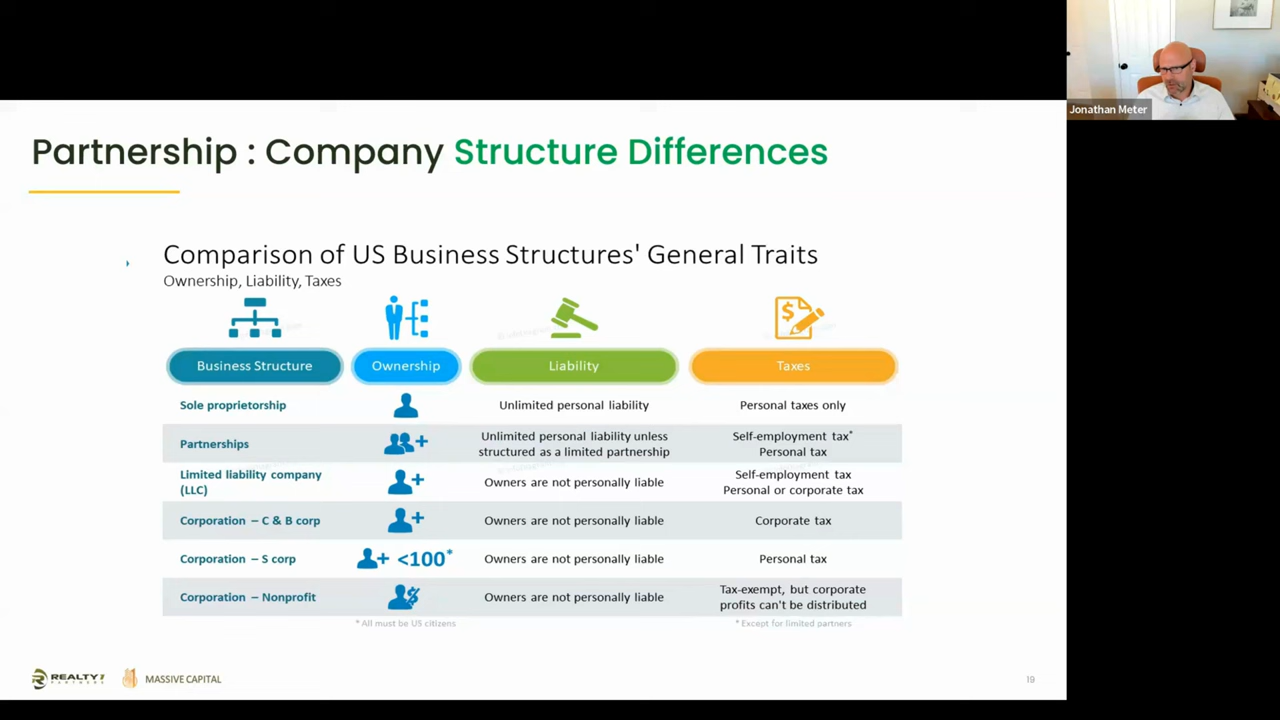 Jonathan Meter
Partnership : Company Structure Differences
Comparison of US Business Structures' General Traits
Ownership, Liability, Taxes
Business Structure
Ownership
Liability
Taxes
Sole proprietorship
Unlimited personal liability
Personal taxes only
Partnerships
Unlimited personal liability unless
structured as a limited partnership
Self-employment tax*
Personal tax
Limited liability company
(LLC)
Owners are not personally liable
Self-employment tax
Personal or corporate tax
Corporation – C & B corp
Owners are not personally liable
Corporate tax
Corporation – S corp
<100*
Owners are not personally liable
Personal tax
Corporation – Nonprofit
Owners are not personally liable
Tax-exempt, but corporate
profits can't be distributed
* All must be US citizens
* Except for limited partners
REALTY
PARTNERS
MASSIVE CAPITAL
19